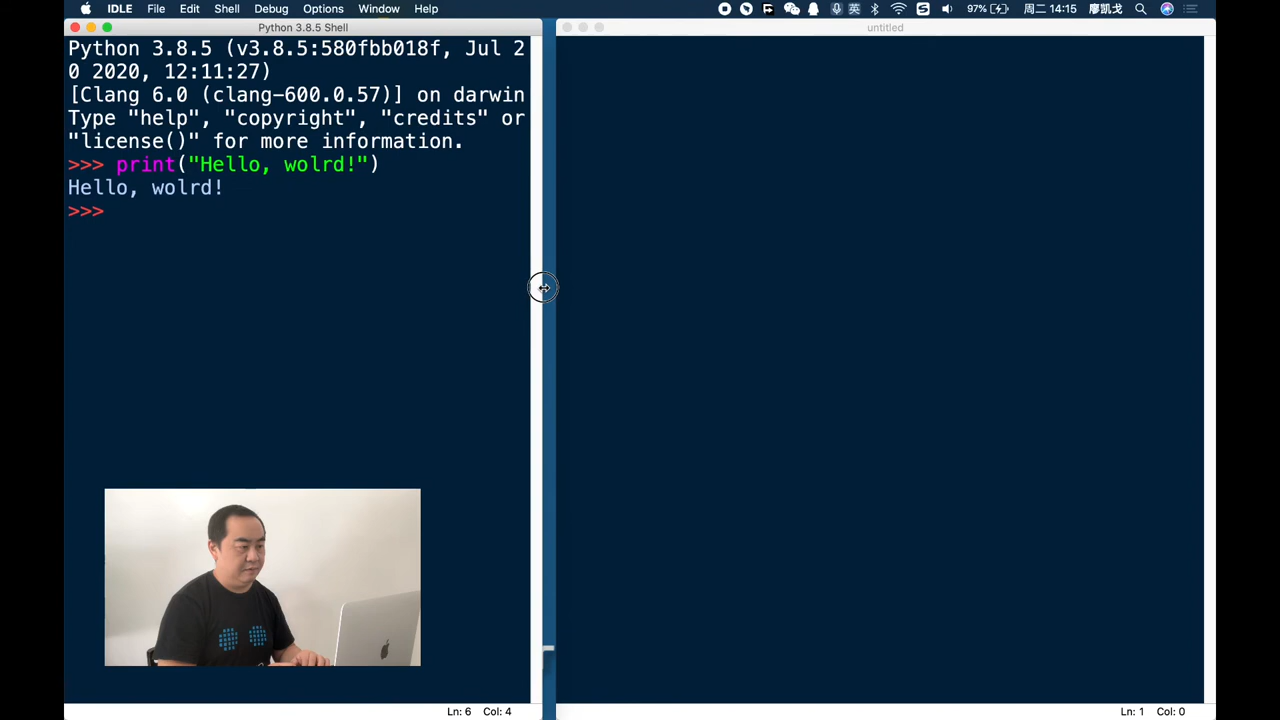 IDLE File Edit Shell Debug Options Window Help 英 97% 周二 14:15 廖凯戈
Python 3.8.5 Shell
Python 3.8.5 (v3.8.5:580fbb018f, Jul 2
0 2020, 12:11:27)
[Clang 6.0 (clang-600.0.57)] on darwin
Type "help", "copyright", "credits" or
"license()" for more information.
>>> print("Hello, wolrd!")
Hello, wolrd!
>>>
Ln: 6 Col: 4
untitled
Ln: 1 Col: 0